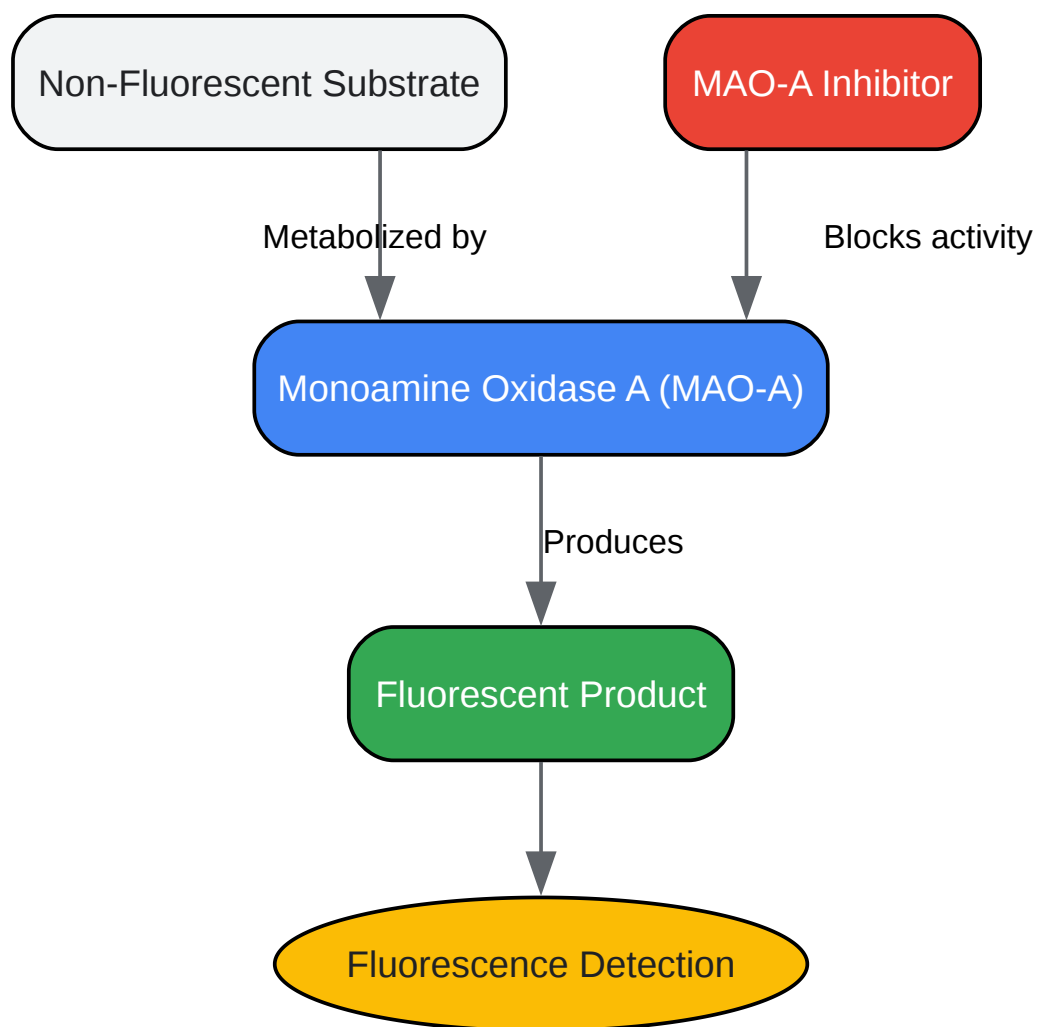 Non-Fluorescent Substrate
MAO-A Inhibitor
Metabolized by
Blocks activity
Monoamine Oxidase A (MAO-A)
Produces
Fluorescent Product
Fluorescence Detection